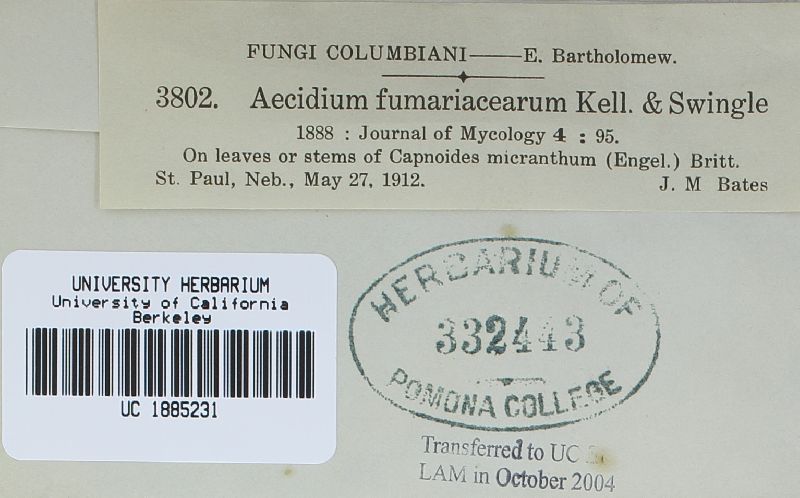 FUNGI COLUMBIANI——E. Bartholomew.
3802. Aecidium fumariacearum Kell. & Swingle
1888 : Journal of Mycology 4 : 95.
On leaves or stems of Capnoides micranthum (Engel.) Britt.
St. Paul, Neb., May 27, 1912. J. M Bates
UNIVERSITY HERBARIUM
University of California
Berkeley
UC 1885231
HERBARIUM OF
332443
POMONA COLLEGE
Transferred to UC
LAM in October 2004